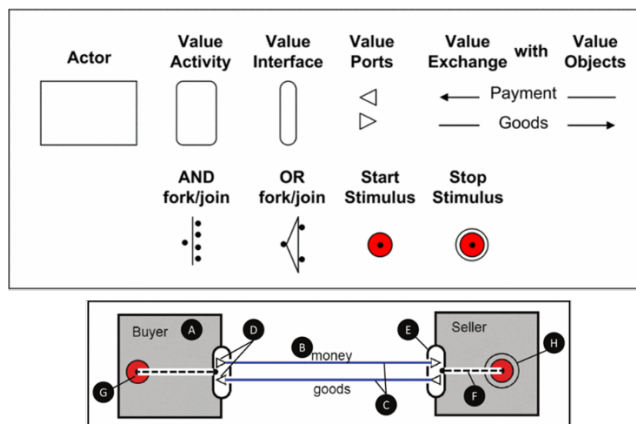 Actor
Value Activity
Value Interface
Value Ports
Value Exchange with Value Objects
Payment
Goods
AND fork/join
OR fork/join
Start Stimulus
Stop Stimulus
Buyer
A
D
B
money
E
Seller
H
G
goods
C
F